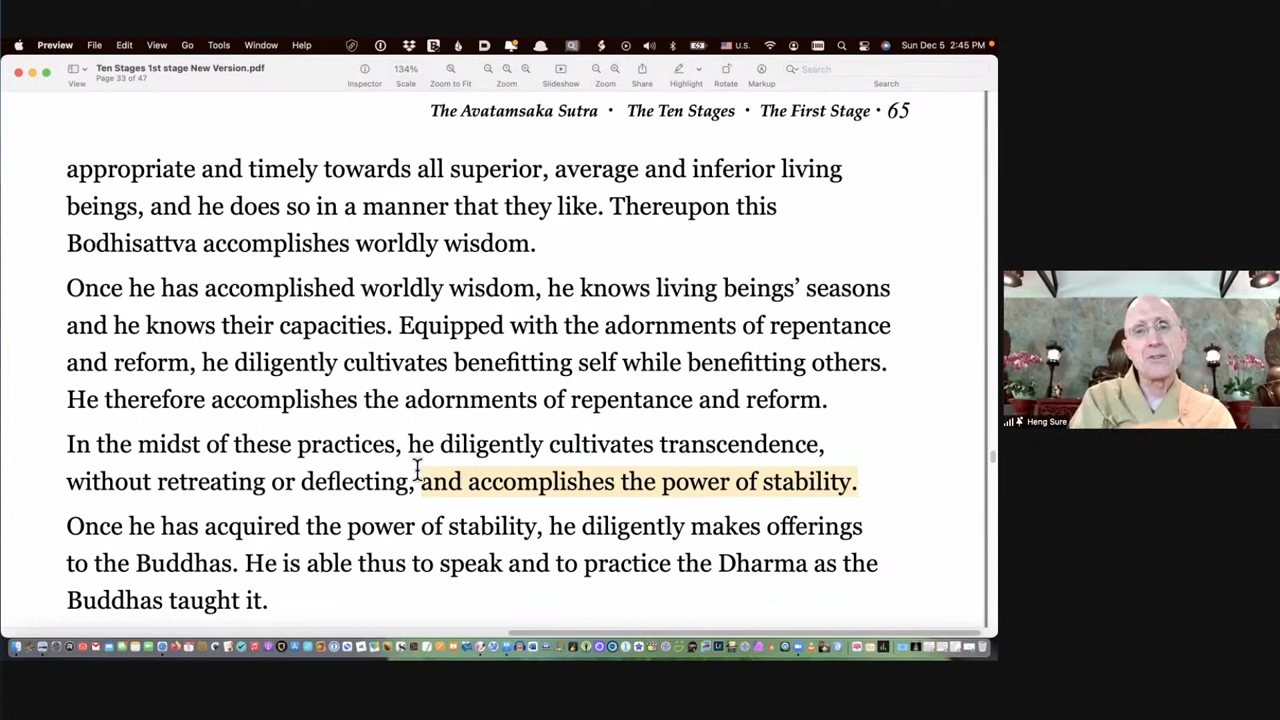 Preview File Edit View Go Tools Window Help U.S. Sun Dec 5 2:45 PM
Ten Stages 1st stage New Version.pdf
Page 33 of 47
134%
Search
View Inspector Scale Zoom to Fit Zoom Slideshow Zoom Share Highlight Rotate Markup Search
The Avatamsaka Sutra • The Ten Stages • The First Stage • 65
appropriate and timely towards all superior, average and inferior living
beings, and he does so in a manner that they like. Thereupon this
Bodhisattva accomplishes worldly wisdom.
Once he has accomplished worldly wisdom, he knows living beings’ seasons
and he knows their capacities. Equipped with the adornments of repentance
and reform, he diligently cultivates benefitting self while benefitting others.
He therefore accomplishes the adornments of repentance and reform.
In the midst of these practices, he diligently cultivates transcendence,
without retreating or deflecting, and accomplishes the power of stability.
Once he has acquired the power of stability, he diligently makes offerings
to the Buddhas. He is able thus to speak and to practice the Dharma as the
Buddhas taught it.
Heng Sure